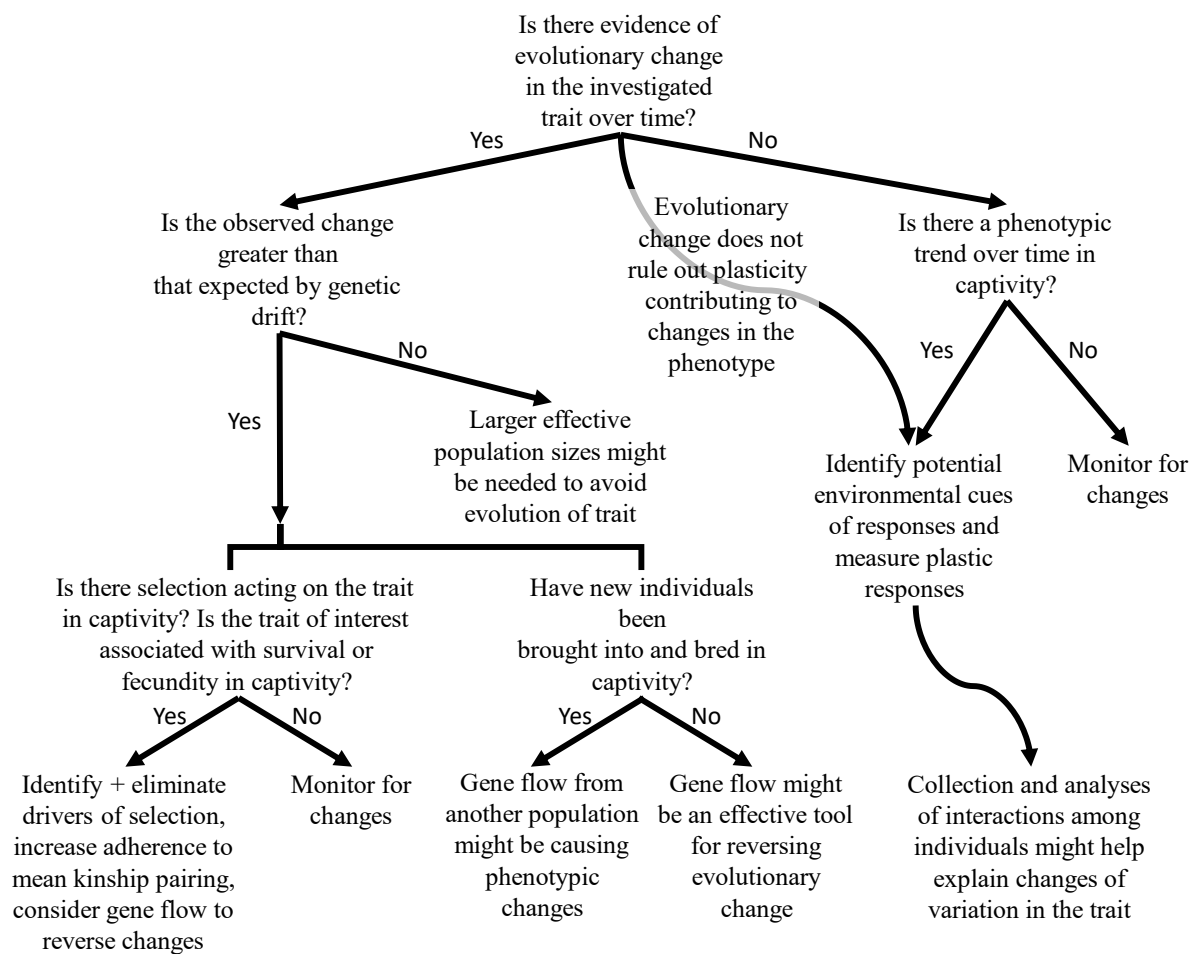 Is there evidence of
evolutionary change
in the investigated
trait over time?
Yes
No
Is the observed change
greater than
that expected by genetic
drift?
Evolutionary
change does not
rule out plasticity
contributing to
changes in the
phenotype
Is there a phenotypic
trend over time in
captivity?
No
Yes
Yes
No
Larger effective
population sizes might
be needed to avoid
evolution of trait
Identify potential
environmental cues
of responses and
measure plastic
responses
Monitor for
changes
Is there selection acting on the trait
in captivity? Is the trait of interest
associated with survival or
fecundity in captivity?
Have new individuals
been
brought into and bred in
captivity?
Yes
No
Yes
No
Identify + eliminate
drivers of selection,
increase adherence to
mean kinship pairing,
consider gene flow to
reverse changes
Monitor for
changes
Gene flow from
another population
might be causing
phenotypic
changes
Gene flow might
be an effective tool
for reversing
evolutionary
change
Collection and analyses
of interactions among
individuals might help
explain changes of
variation in the trait